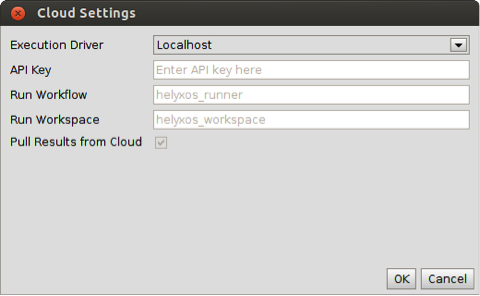 Cloud Settings
Execution Driver Localhost
API Key Enter API key here
Run Workflow helyxos_runner
Run Workspace helyxos_workspace
Pull Results from Cloud
OK Cancel